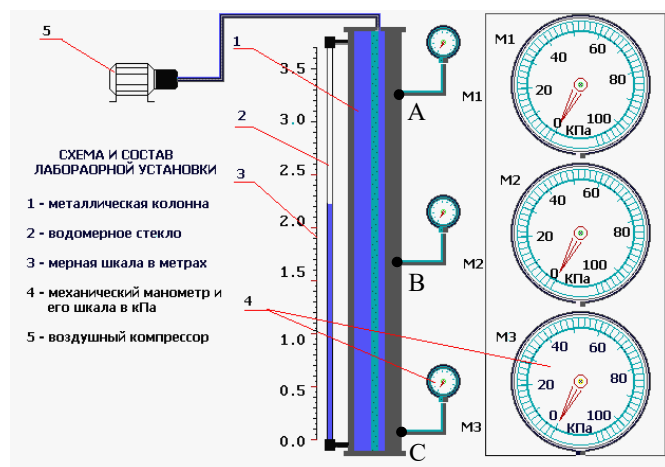 5
1
2
3
4
3.5
3.0
2.5
2.0
1.5
1.0
0.5
0.0
СХЕМА И СОСТАВ
ЛАБОРАОРНОЙ УСТАНОВКИ
1 - металлическая колонна
2 - водомерное стекло
3 - мерная шкала в метрах
4 - механический манометр и
его шкала в кПа
5 - воздушный компрессор
A
M1
B
M2
C
M3
M1
0 20 40 60 80 100
КПа
M2
0 20 40 60 80 100
КПа
M3
0 20 40 60 80 100
КПа